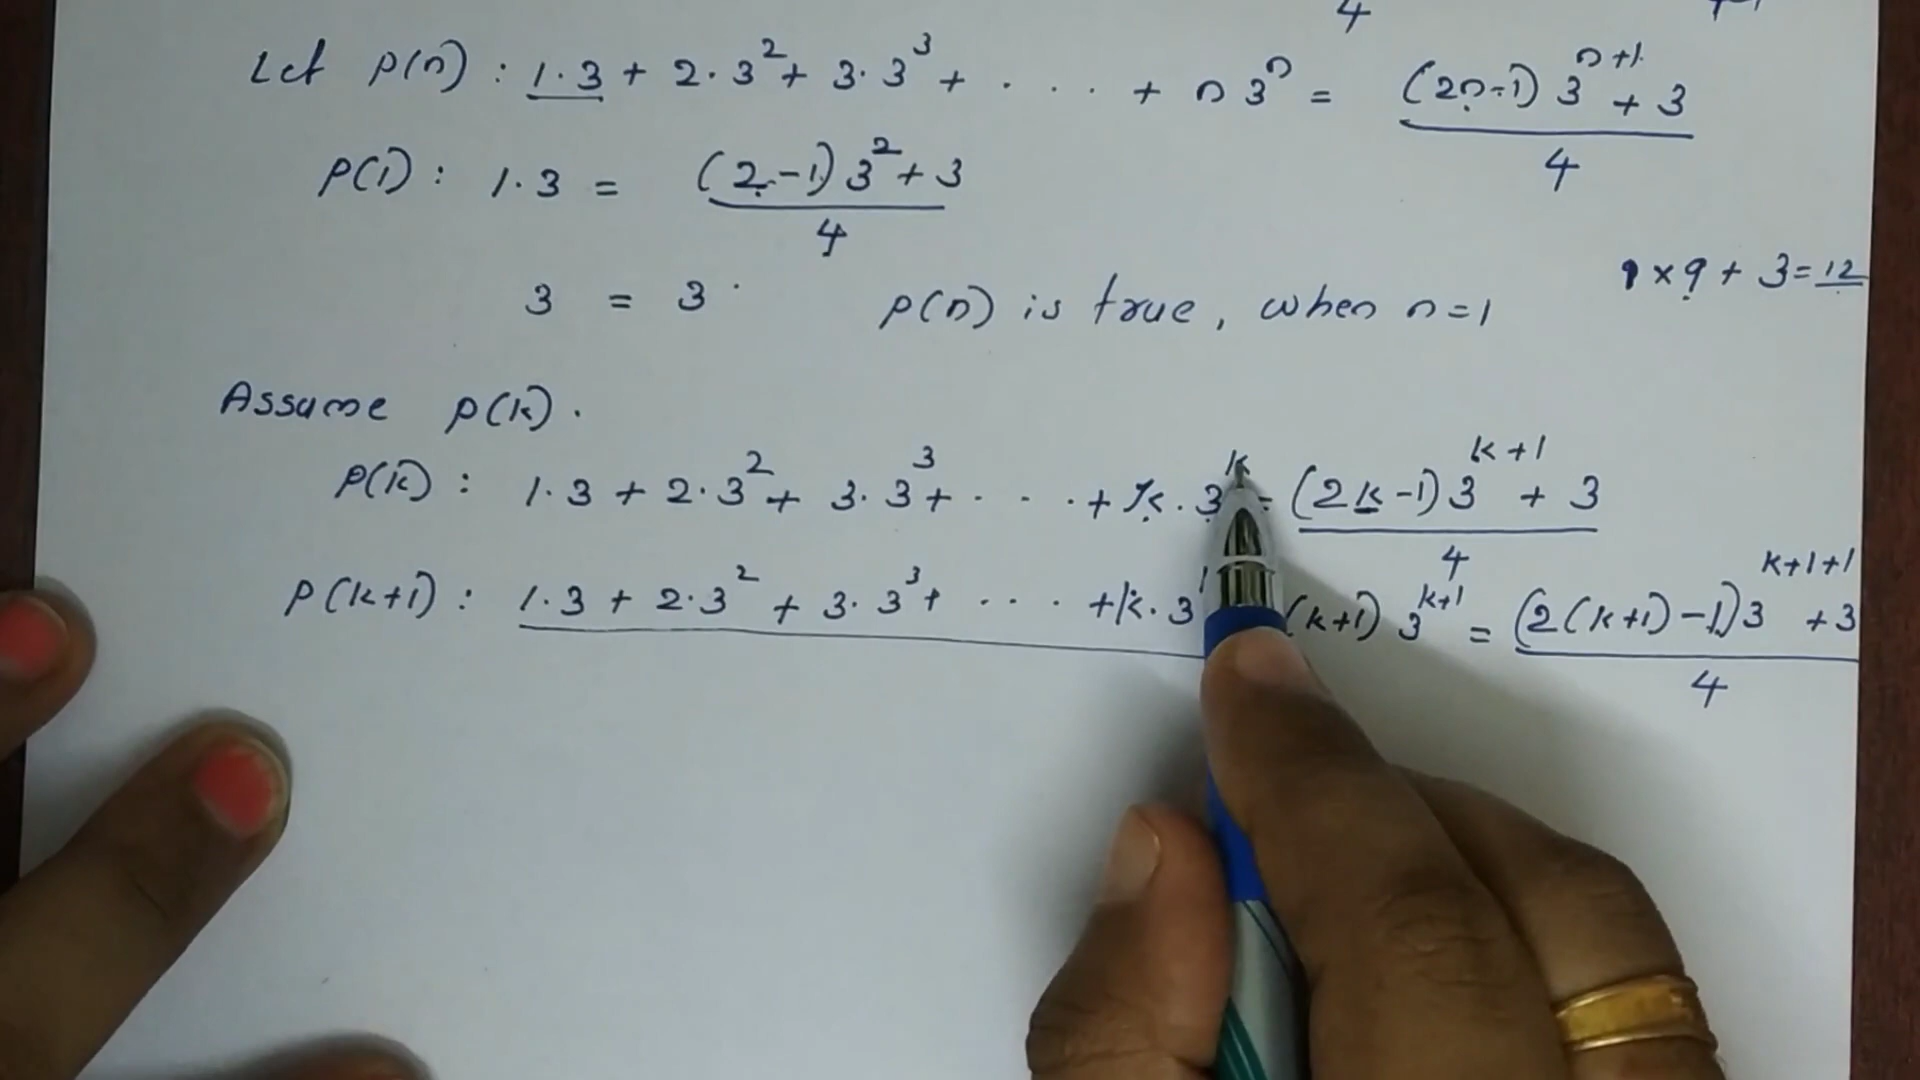 4
Let P(n) : 1.3 + 2.3² + 3.3³ + . . . + n 3ⁿ = (2n-1) 3ⁿ⁺¹ + 3 / 4
P(1) : 1.3 = (2-1) 3² + 3 / 4
1 × 9 + 3 = 12
3 = 3 . P(n) is true, when n = 1
Assume P(k).
P(k) : 1.3 + 2.3² + 3.3³ + . . . + k.3ᵏ = (2k-1) 3ᵏ⁺¹ + 3 / 4
P(k+1) : 1.3 + 2.3² + 3.3³ + . . . + k.3 (k+1) 3ᵏ⁺¹ = (2(k+1)-1) 3ᵏ⁺¹⁺¹ + 3 / 4